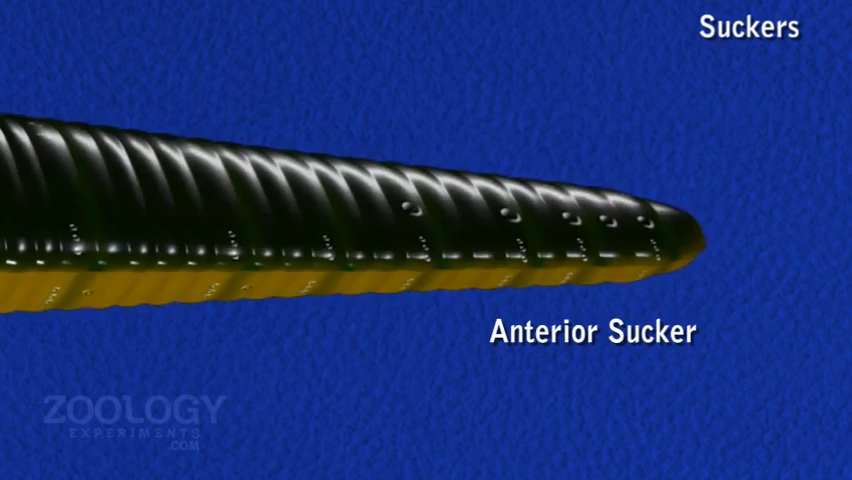 Suckers
Anterior Sucker
ZOOLOGY
EXPERIMENTS
.COM